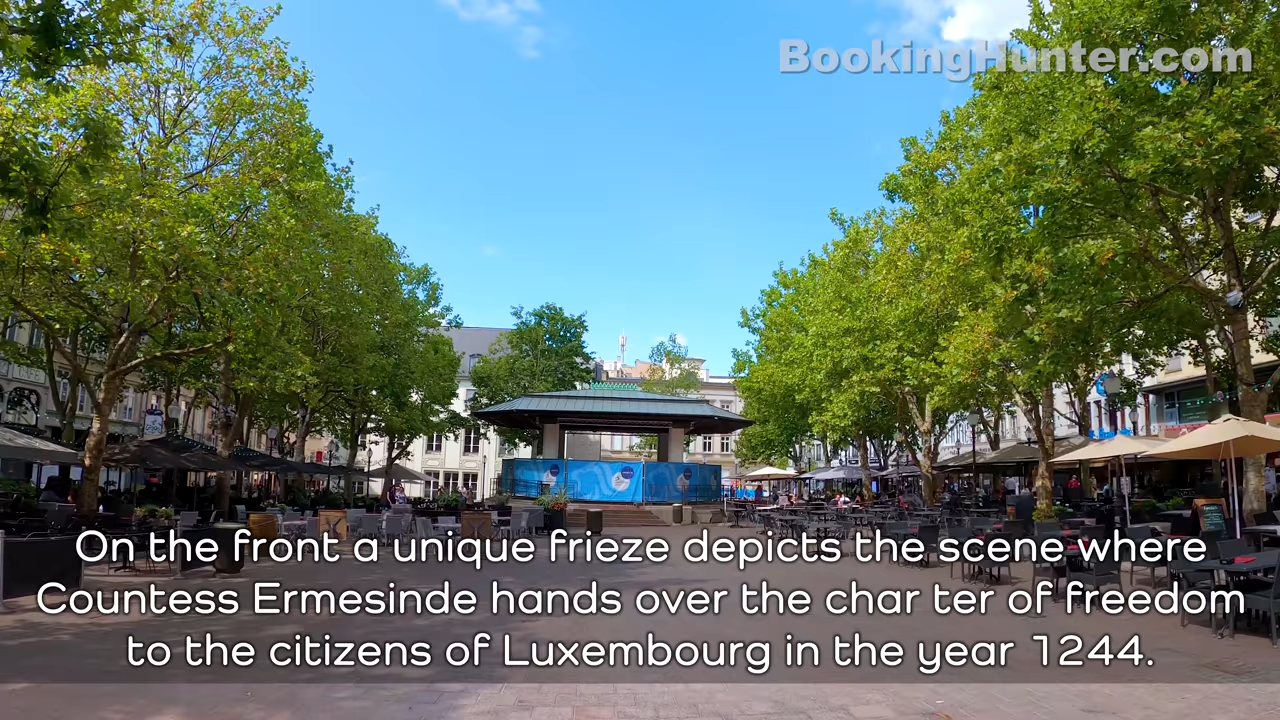 BookingHunter.com
On the front a unique frieze depicts the scene where
Countess Ermesinde hands over the char ter of freedom
to the citizens of Luxembourg in the year 1244.